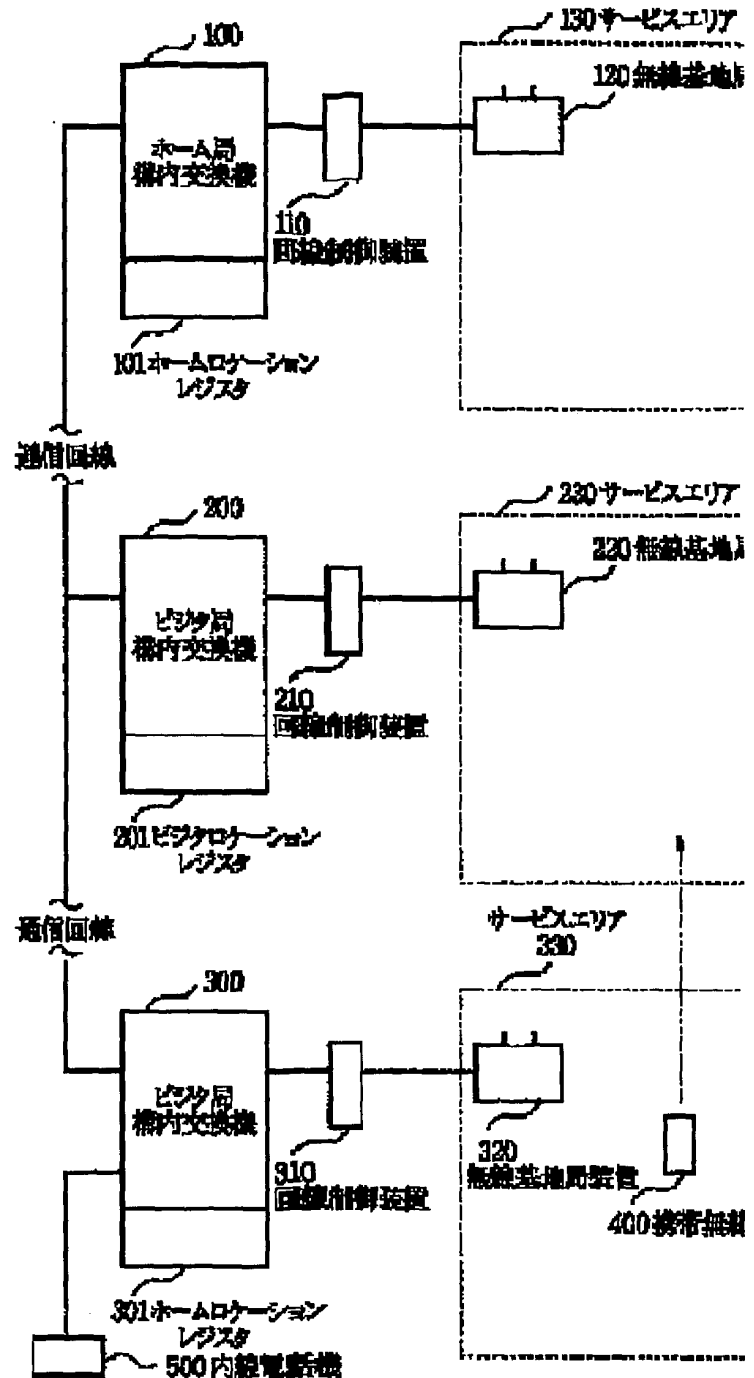 100
130サービスエリア
120無線基地局
ホーム局
構内交換機
110
回線制御装置
101ホームロケーション
レジスタ
通信回線
200
230サービスエリア
220無線基地局
ビジタ局
構内交換機
210
回線制御装置
201ビジタロケーション
レジスタ
通信回線
サービスエリア
330
300
ビジタ局
構内交換機
310
回線制御装置
320
無線基地局装置
400携帯無線
301ホームロケーション
レジスタ
500内線電話機